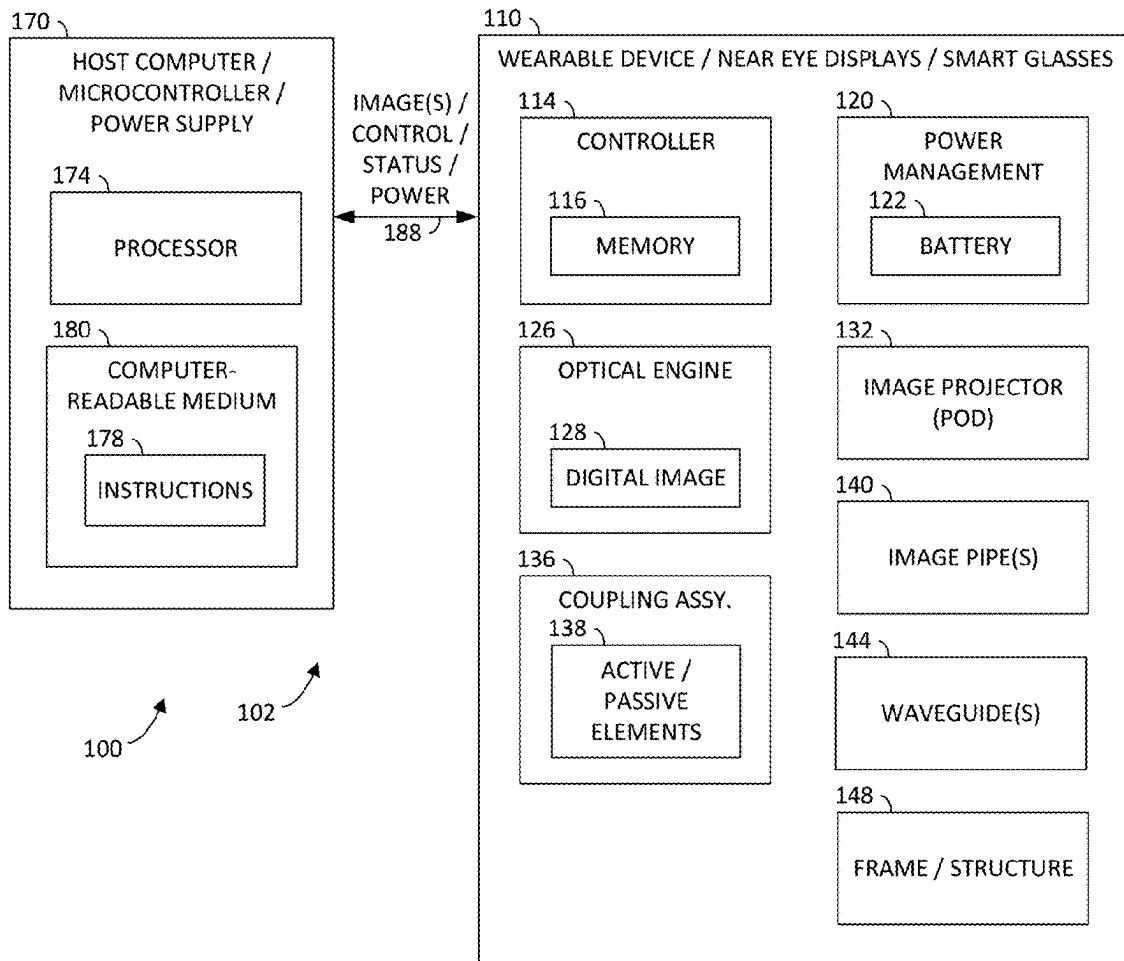 170
HOST COMPUTER /
MICROCONTROLLER /
POWER SUPPLY
174
PROCESSOR
180
COMPUTER-
READABLE MEDIUM
178
INSTRUCTIONS
100
102
IMAGE(S) /
CONTROL /
STATUS /
POWER
188
110
WEARABLE DEVICE / NEAR EYE DISPLAYS / SMART GLASSES
114
CONTROLLER
116
MEMORY
120
POWER
MANAGEMENT
122
BATTERY
126
OPTICAL ENGINE
128
DIGITAL IMAGE
132
IMAGE PROJECTOR
(POD)
136
COUPLING ASSY.
138
ACTIVE /
PASSIVE
ELEMENTS
140
IMAGE PIPE(S)
144
WAVEGUIDE(S)
148
FRAME / STRUCTURE